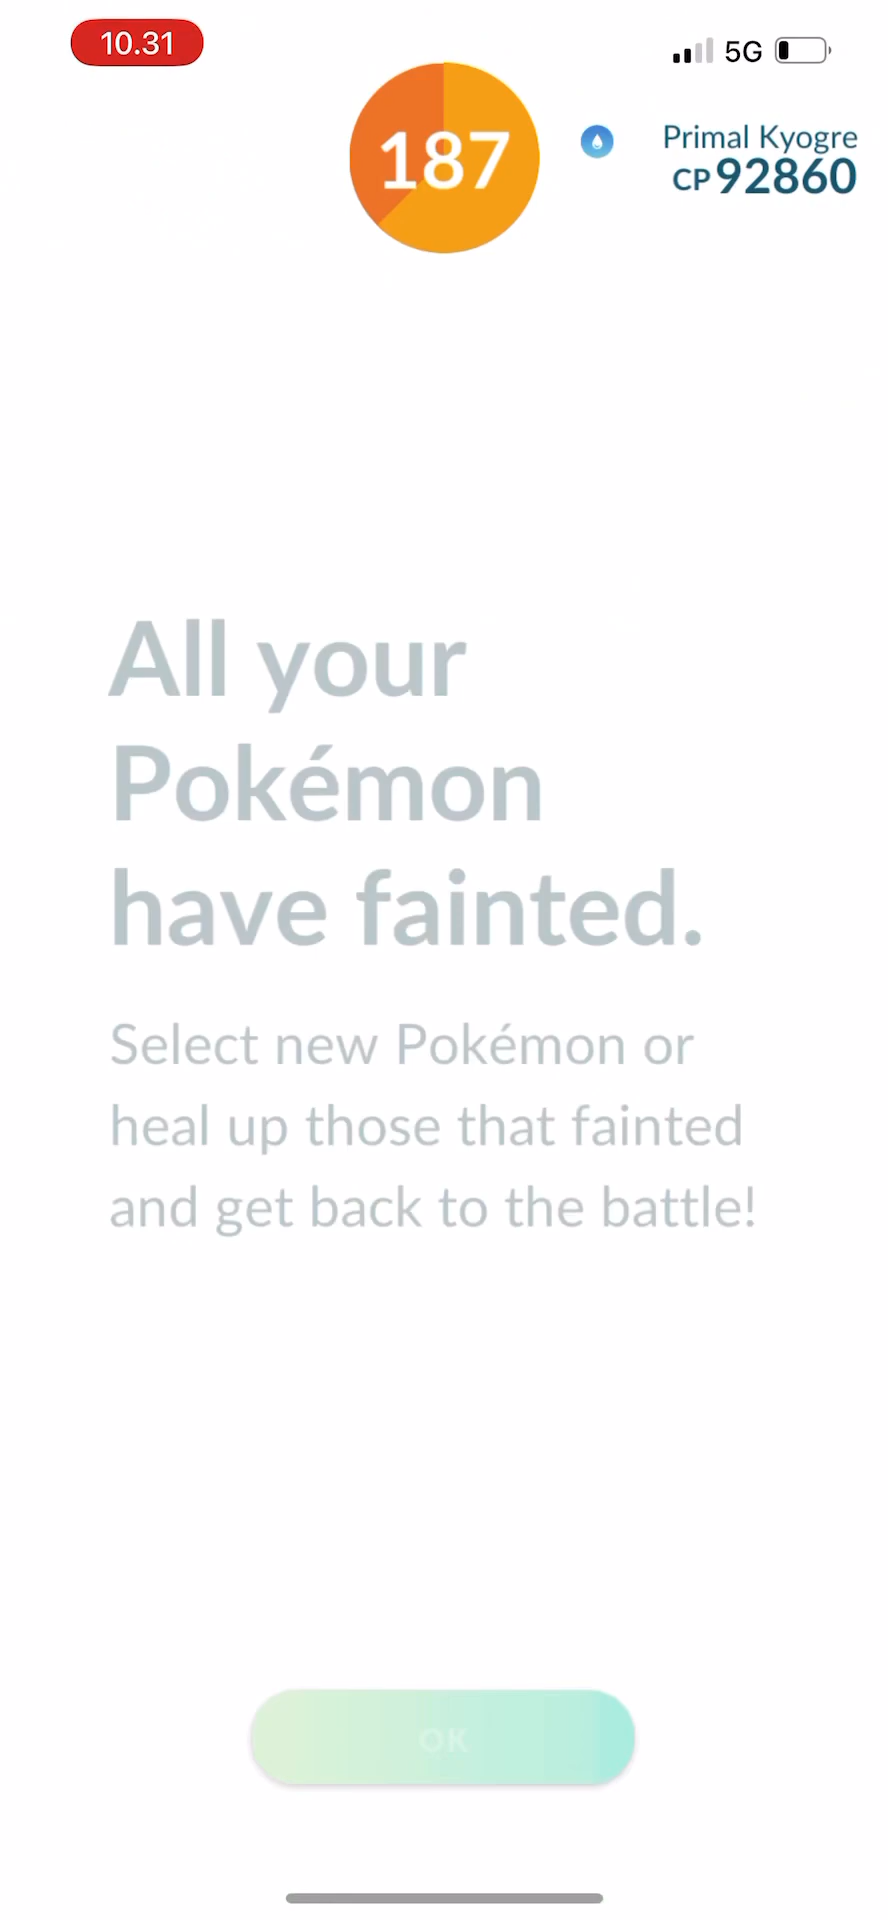 10.31
5G
187
Primal Kyogre
CP92860
All your
Pokémon
have fainted.
Select new Pokémon or
heal up those that fainted
and get back to the battle!
OK